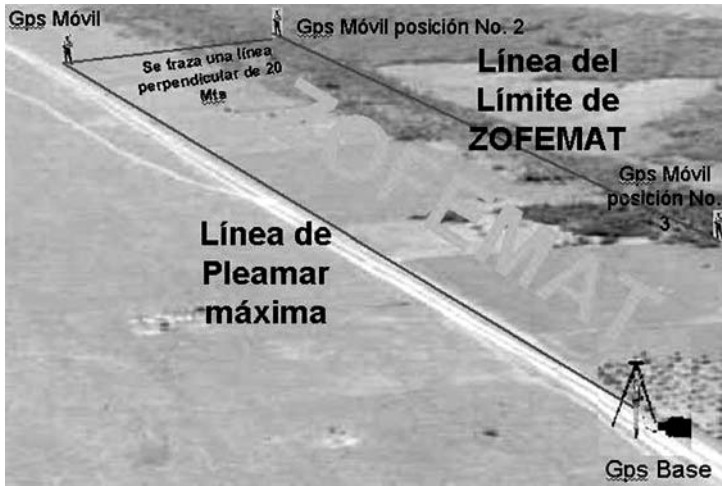 Gps Móvil
Gps Móvil posición No. 2
Se traza una línea
perpendicular de 20
Mts
Línea del
Límite de
ZOFEMAT
Gps Móvil
posición No.
3
ZOFEMAT
Línea de
Pleamar
máxima
Gps Base